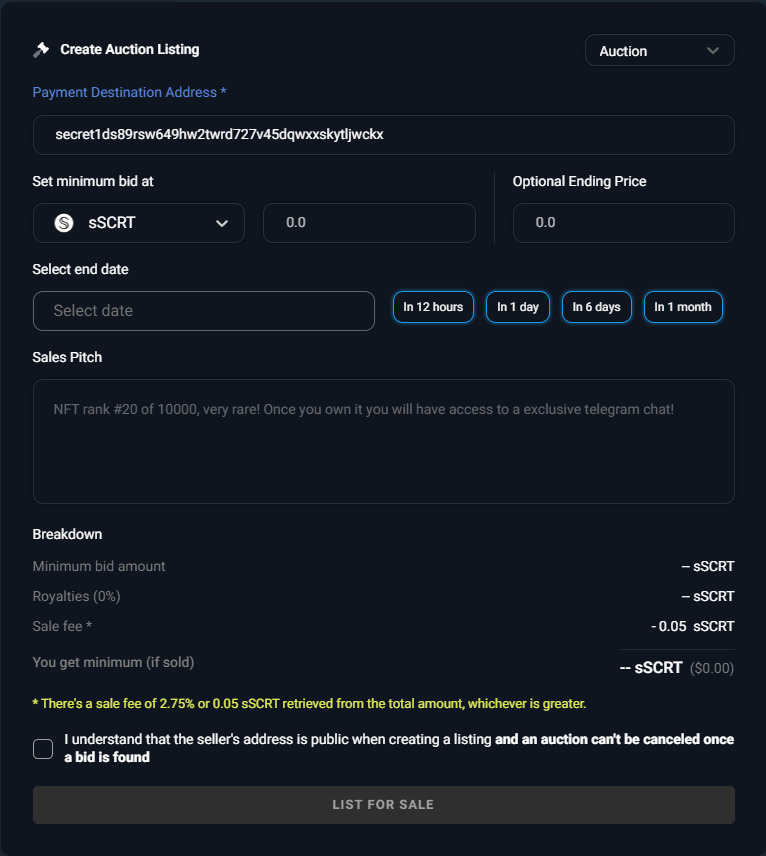 Create Auction Listing
Auction
Payment Destination Address *
secret1ds89rsw649hw2twrd727v45dqwxxskytljwckx
Set minimum bid at
Optional Ending Price
sSCRT
0.0
0.0
Select end date
Select date
In 12 hours
In 1 day
In 6 days
In 1 month
Sales Pitch
NFT rank #20 of 10000, very rare! Once you own it you will have access to a exclusive telegram chat!
Breakdown
Minimum bid amount
-- sSCRT
Royalties (0%)
-- sSCRT
Sale fee *
- 0.05 sSCRT
You get minimum (if sold)
-- sSCRT ($0.00)
* There's a sale fee of 2.75% or 0.05 sSCRT retrieved from the total amount, whichever is greater.
I understand that the seller's address is public when creating a listing and an auction can't be canceled once
a bid is found
LIST FOR SALE